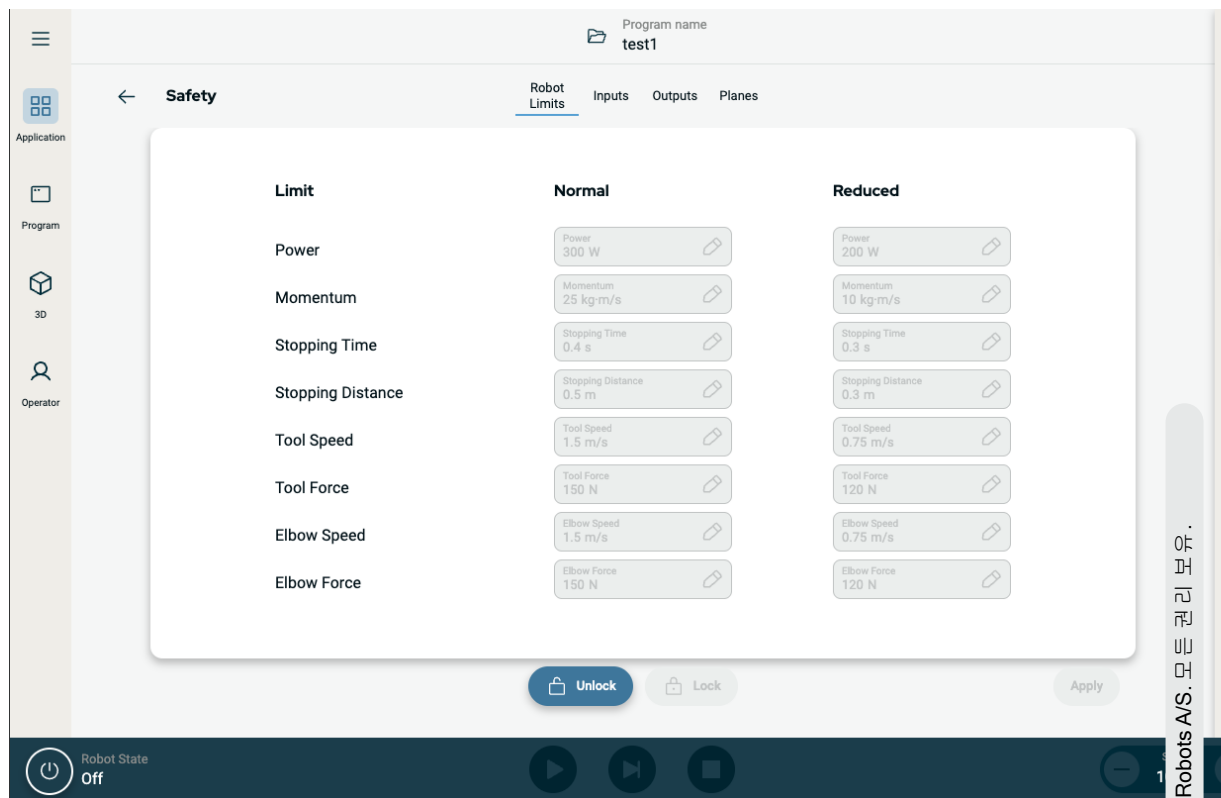 Program name
test1
Safety
Robot Limits
Inputs
Outputs
Planes
Application
Program
3D
Operator
Limit Normal Reduced
Power
Power 300 W
Power 200 W
Momentum
Momentum 25 kg·m/s
Momentum 10 kg·m/s
Stopping Time
Stopping Time 0.4 s
Stopping Time 0.3 s
Stopping Distance
Stopping Distance 0.5 m
Stopping Distance 0.3 m
Tool Speed
Tool Speed 1.5 m/s
Tool Speed 0.75 m/s
Tool Force
Tool Force 150 N
Tool Force 120 N
Elbow Speed
Elbow Speed 1.5 m/s
Elbow Speed 0.75 m/s
Elbow Force
Elbow Force 150 N
Elbow Force 120 N
Unlock
Lock
Apply
Robot State
Off
Robots A/S. 모든 권리 보유.